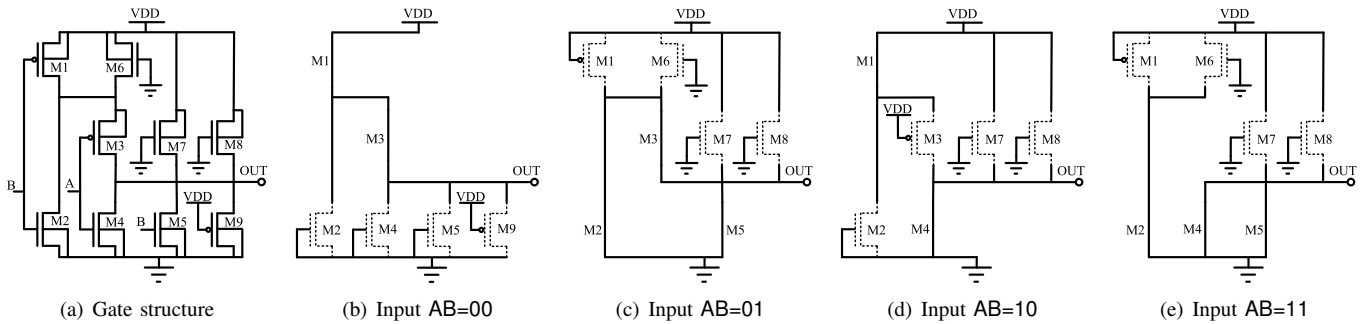 VDD
M1
M6
M3
M7
M8
B
A
OUT
VDD
M2
M4
B
M5
M9
(a) Gate structure
VDD
M1
M3
OUT
VDD
M2
M4
M5
M9
(b) Input AB=00
VDD
M1
M6
M3
M7
M8
OUT
M2
M5
(c) Input AB=01
VDD
M1
VDD
M3
M7
M8
OUT
M2
M4
(d) Input AB=10
VDD
M1
M6
M7
M8
OUT
M2
M4
M5
(e) Input AB=11